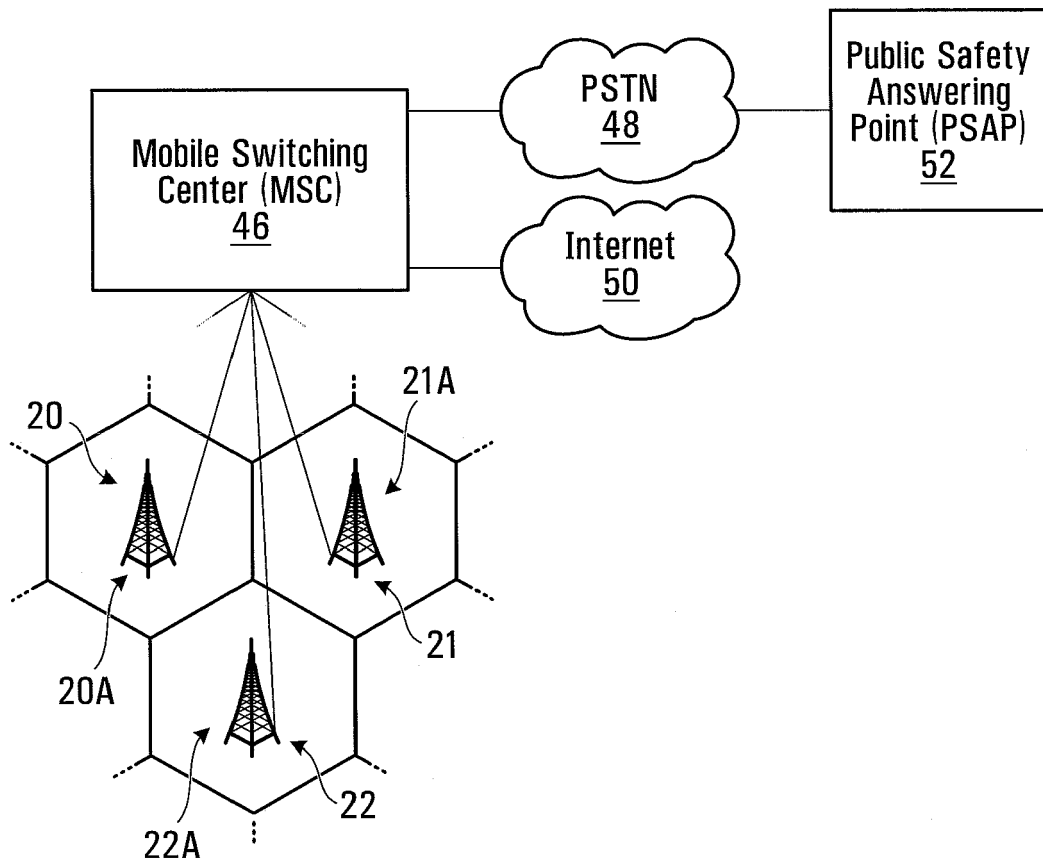 Public Safety
Answering
Point (PSAP)
52
PSTN
48
Mobile Switching
Center (MSC)
46
Internet
50
21A
20
21
20A
22
22A